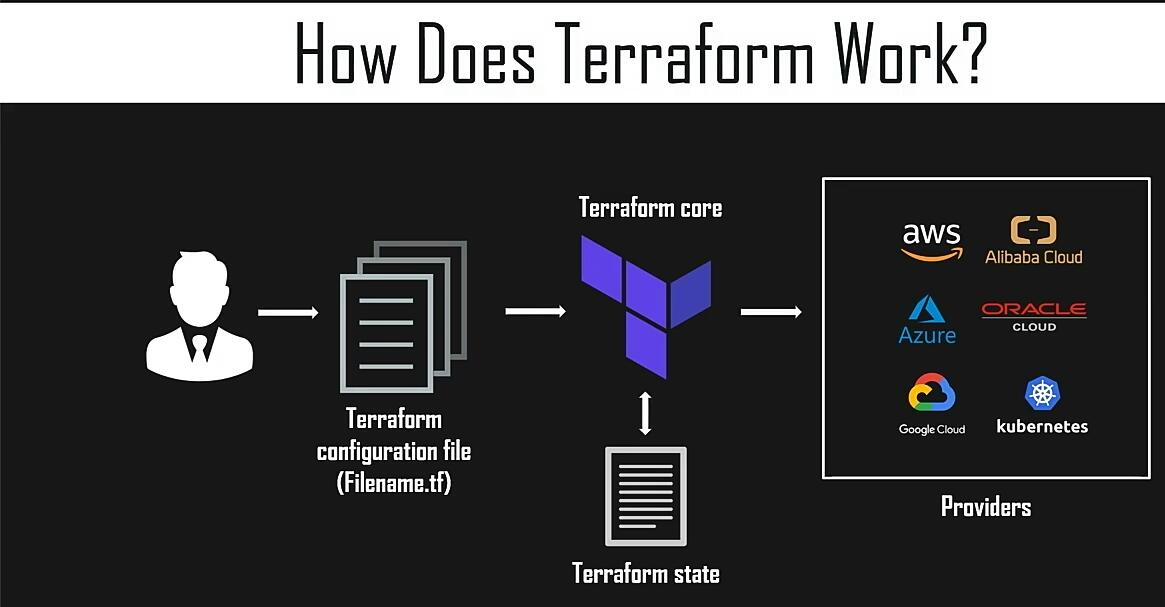 How Does Terraform Work?
Terraform core
aws
Alibaba Cloud
Azure
ORACLE
CLOUD
Google Cloud
kubernetes
Terraform
configuration file
(Filename.tf)
Providers
Terraform state